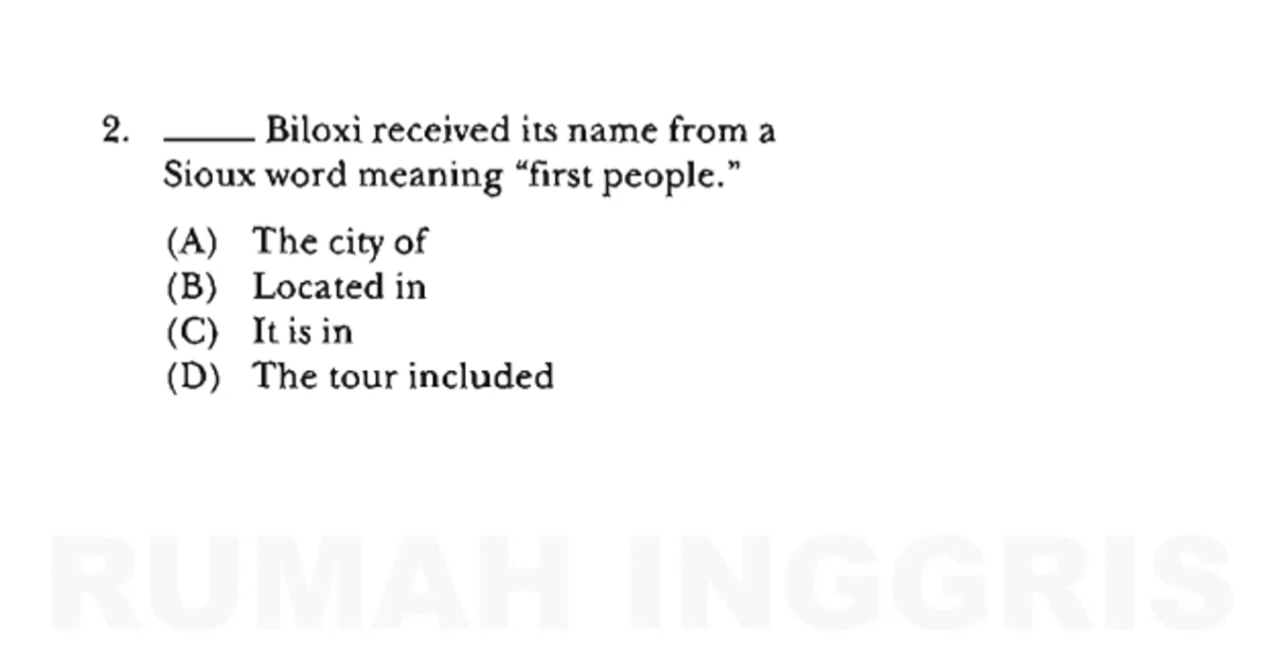 2. ____ Biloxi received its name from a
Sioux word meaning “first people.”
(A) The city of
(B) Located in
(C) It is in
(D) The tour included
RUMAH INGGRIS